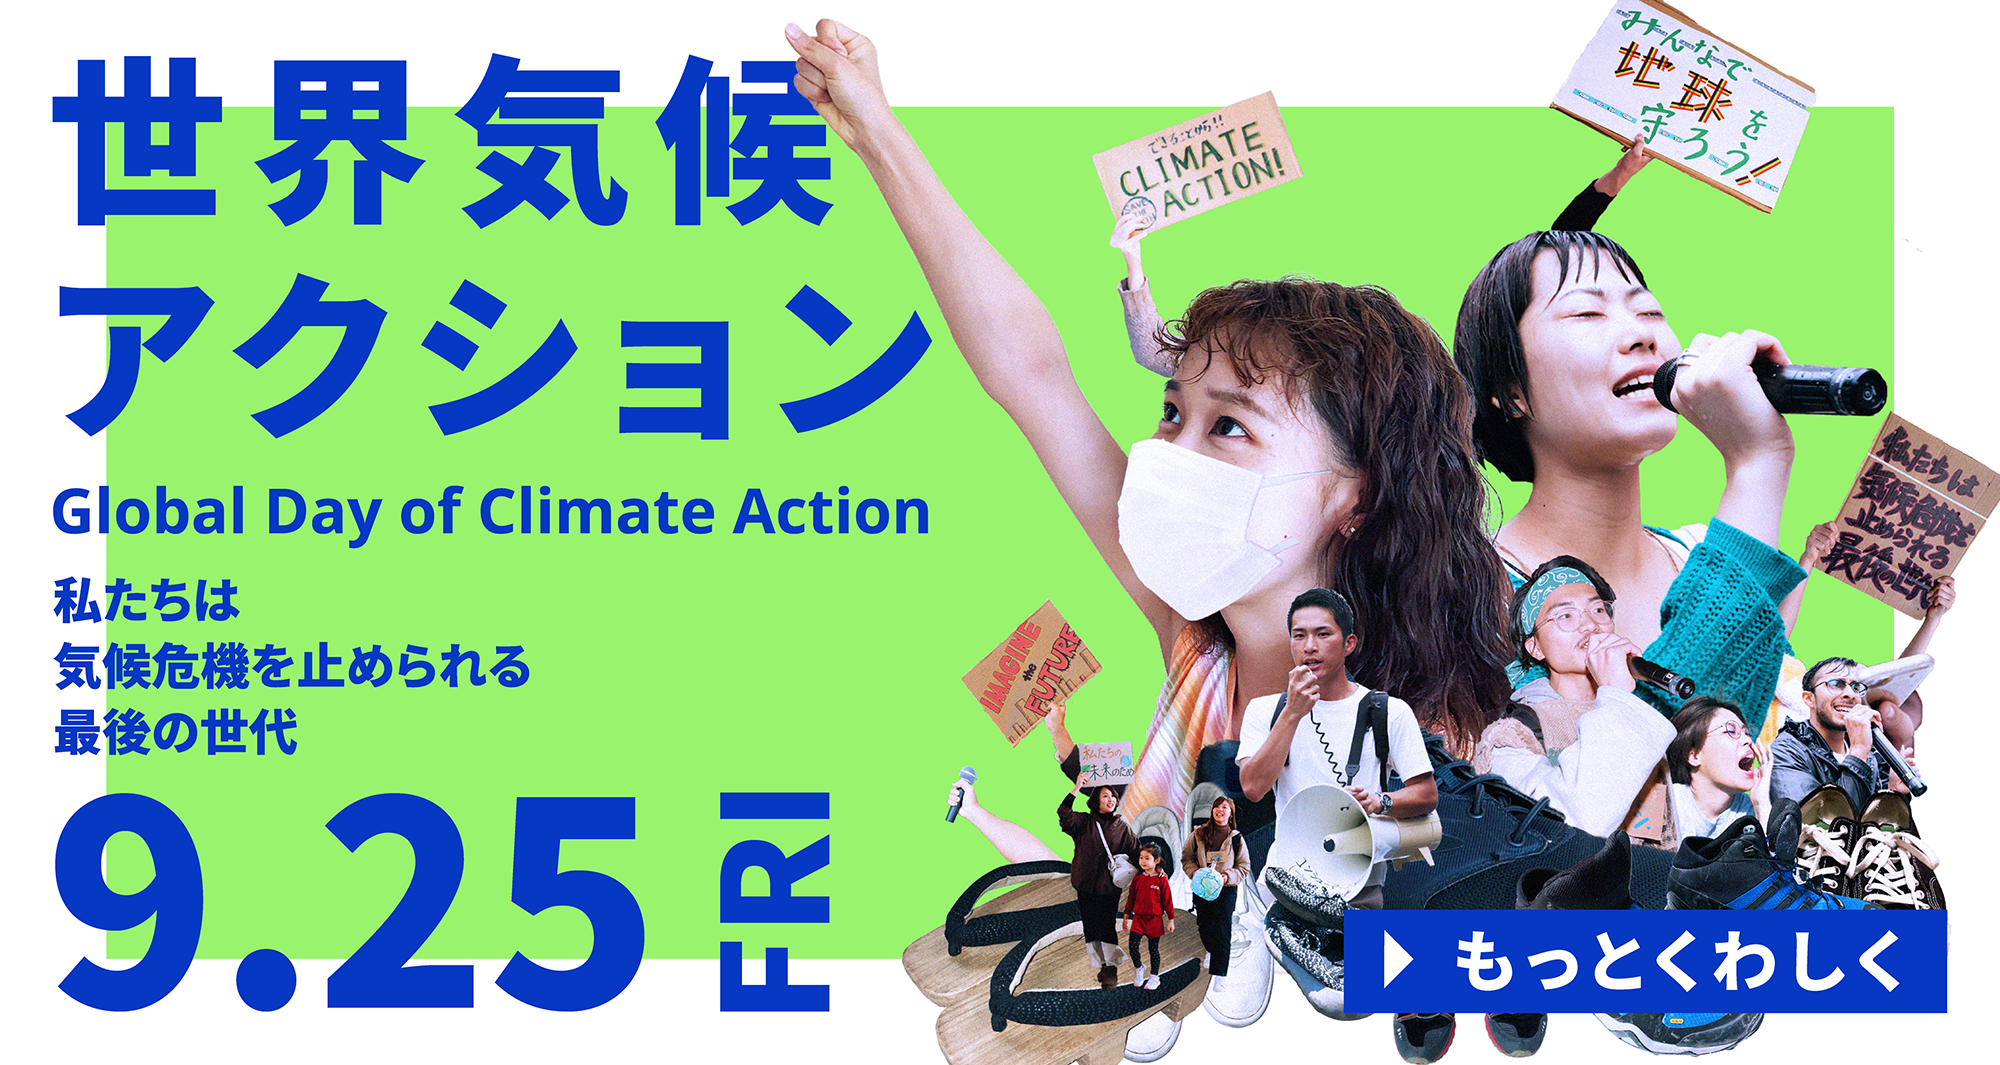 世界気候
アクション
Global Day of Climate Action
私たちは
気候危機を止められる
最後の世代
9.25 FRI
できることから!!
CLIMATE
ACTION!
SAVE
THE
みんなで
地球を
守ろう!
私たちは
気候危機を
止められる
最後の世代
IMAGINE
the
FUTURE
私たちの
未来のため
もっとくわしく